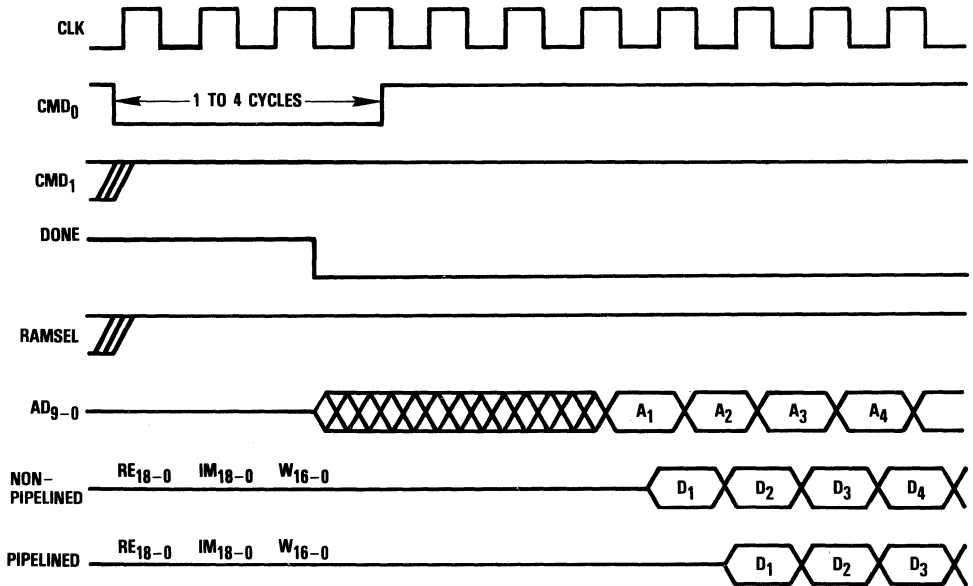 CLK
CMD0
1 TO 4 CYCLES
CMD1
DONE
RAMSEL
AD9–0
A1 A2 A3 A4
NON–
PIPELINED
RE18–0 IM18–0 W16–0
D1 D2 D3 D4
PIPELINED
RE18–0 IM18–0 W16–0
D1 D2 D3